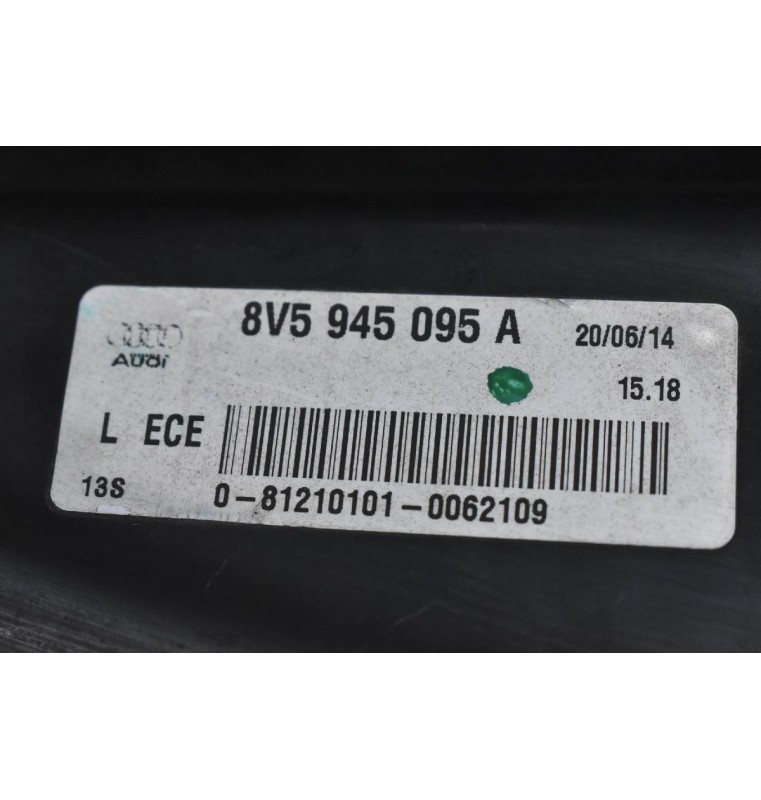 8V5 945 095 A 20/06/14
Audi
15.18
L ECE
13S 0-81210101-0062109